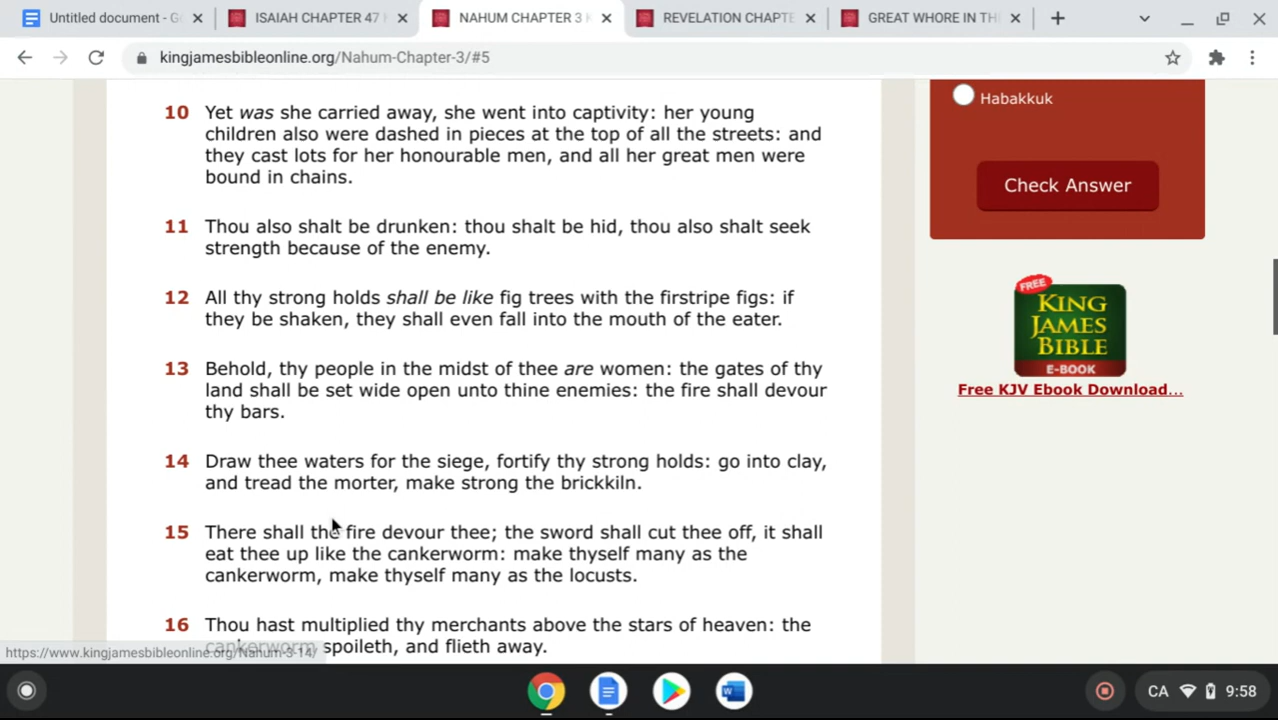 Untitled document - G
ISAIAH CHAPTER 47
NAHUM CHAPTER 3 K
REVELATION CHAPTE
GREAT WHORE IN TH
kingjamesbibleonline.org/Nahum-Chapter-3/#5
10 Yet was she carried away, she went into captivity: her young
children also were dashed in pieces at the top of all the streets: and
they cast lots for her honourable men, and all her great men were
bound in chains.
11 Thou also shalt be drunken: thou shalt be hid, thou also shalt seek
strength because of the enemy.
12 All thy strong holds shall be like fig trees with the firstripe figs: if
they be shaken, they shall even fall into the mouth of the eater.
13 Behold, thy people in the midst of thee are women: the gates of thy
land shall be set wide open unto thine enemies: the fire shall devour
thy bars.
14 Draw thee waters for the siege, fortify thy strong holds: go into clay,
and tread the morter, make strong the brickkiln.
15 There shall the fire devour thee; the sword shall cut thee off, it shall
eat thee up like the cankerworm: make thyself many as the
cankerworm, make thyself many as the locusts.
16 Thou hast multiplied thy merchants above the stars of heaven: the
cankerworm spoileth, and flieth away.
https://www.kingjamesbibleonline.org/Nahum-3-14/
Habakkuk
Check Answer
FREE
KING
JAMES
BIBLE
E-BOOK
Free KJV Ebook Download...
W
CA 9:58